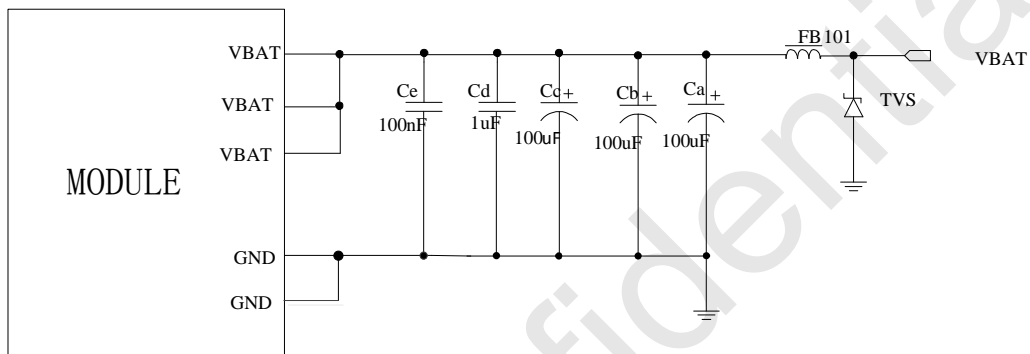 FB101
VBAT
VBAT
Ce
Cd
Cc+
Cb+
Ca+
TVS
VBAT
100nF
1uF
100uF
100uF
100uF
VBAT
MODULE
GND
GND
fidential